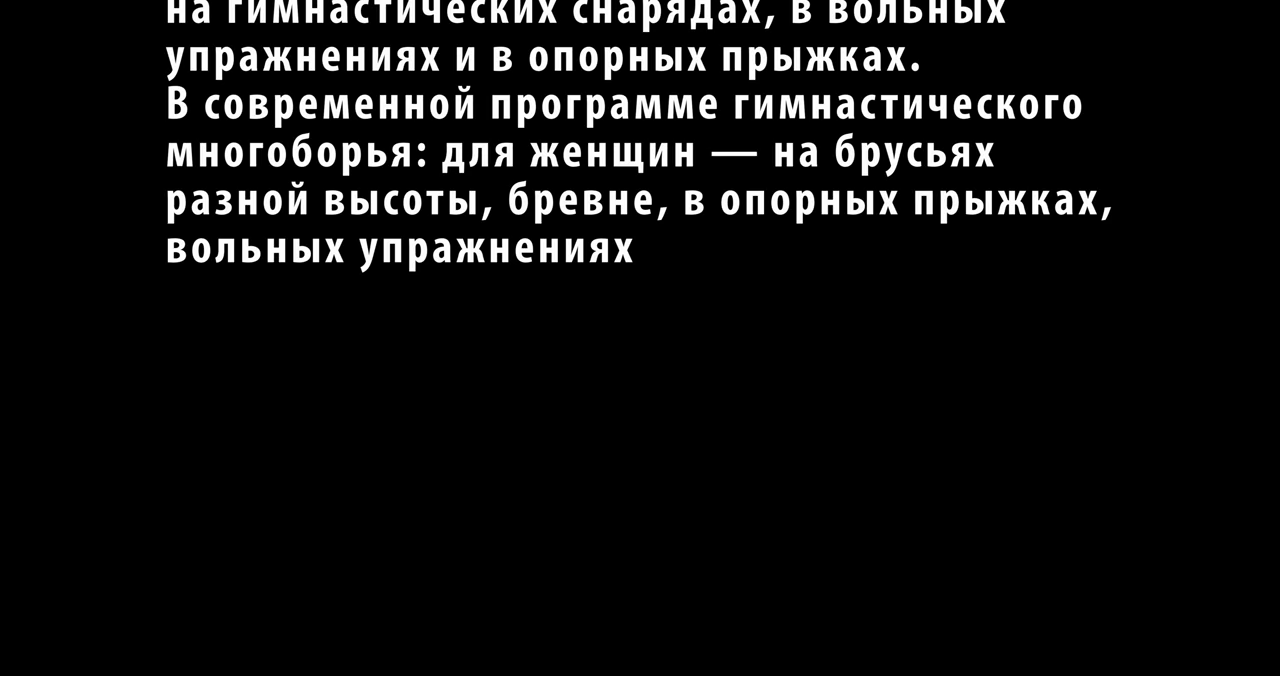 на гимнастических снарядах, в вольных
упражнениях и в опорных прыжках.
В современной программе гимнастического
многоборья: для женщин — на брусьях
разной высоты, бревне, в опорных прыжках,
вольных упражнениях